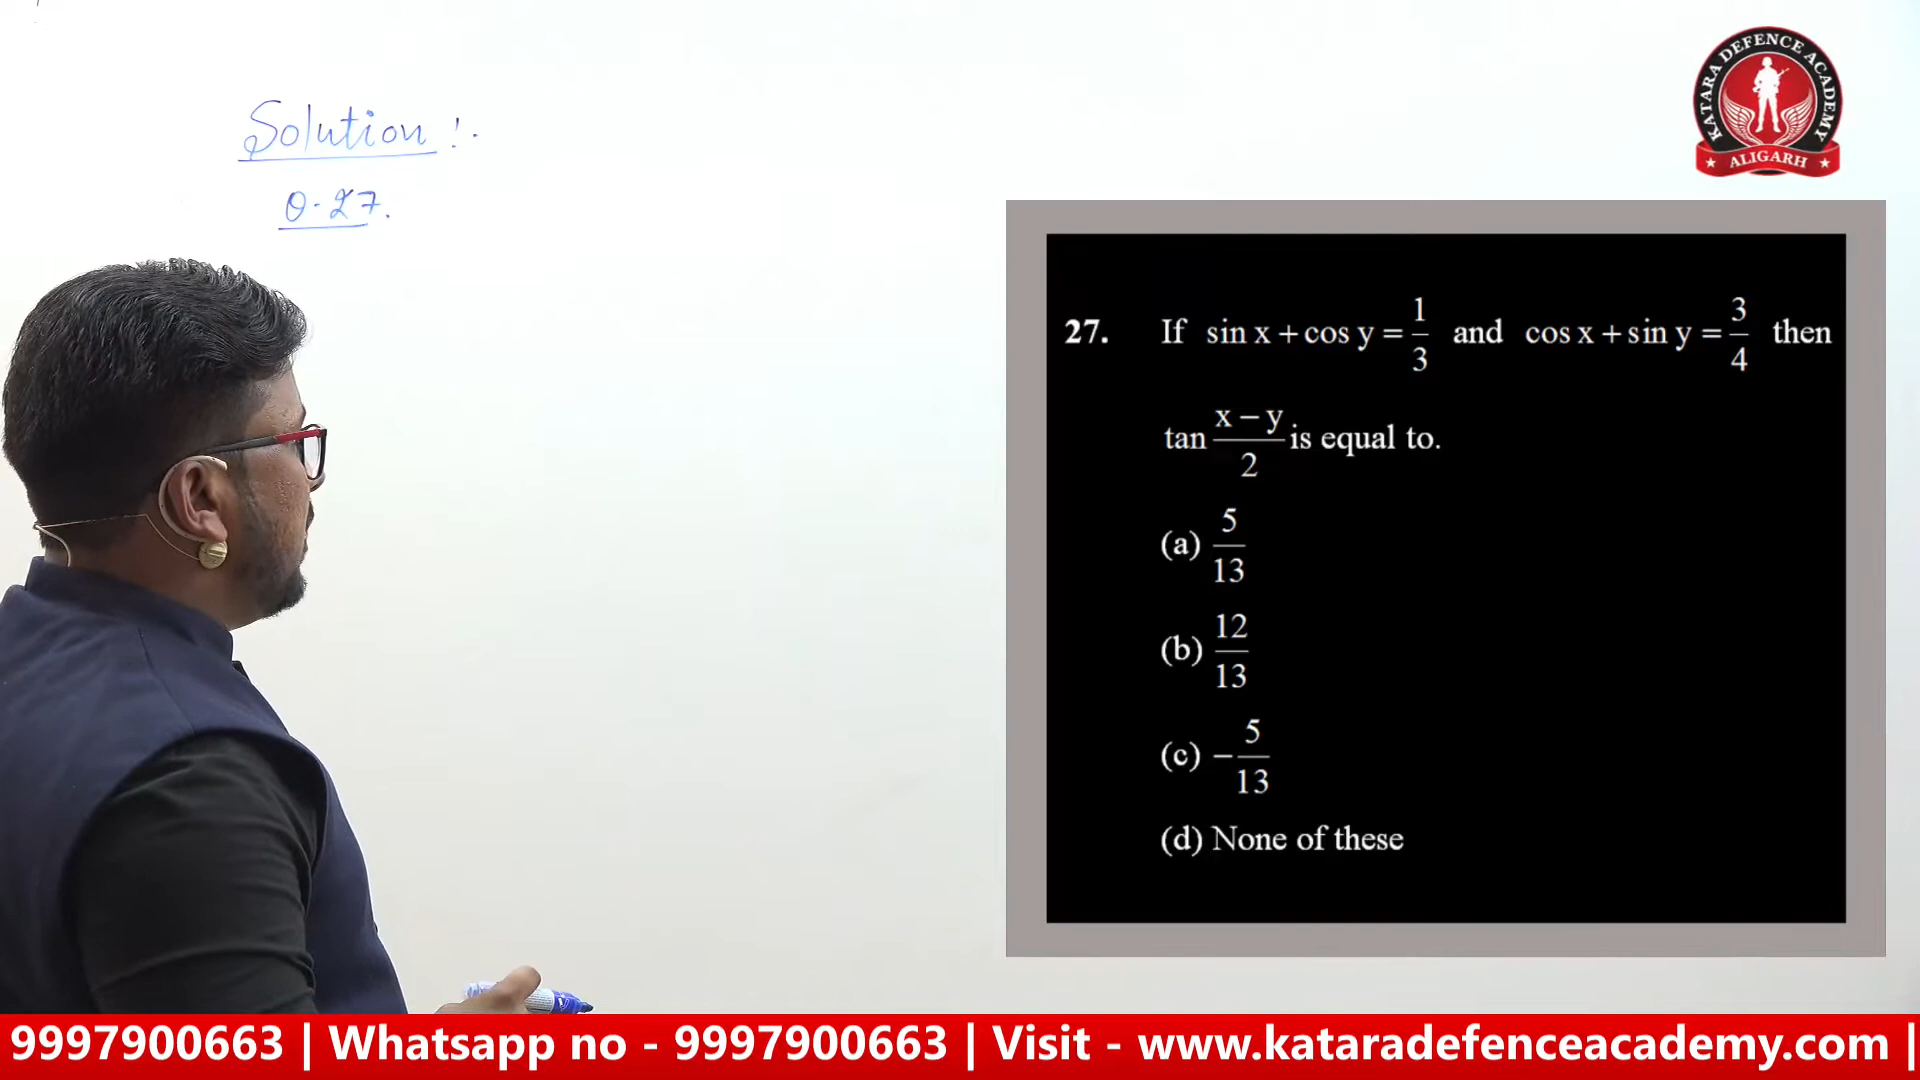 Solution :-
Q. 27.
KATARA DEFENCE ACADEMY
ALIGARH
27. If sin x + cos y = 1/3 and cos x + sin y = 3/4 then
tan (x − y)/2 is equal to.
(a) 5/13
(b) 12/13
(c) −5/13
(d) None of these
9997900663 | Whatsapp no - 9997900663 | Visit - www.kataradefenceacademy.com |